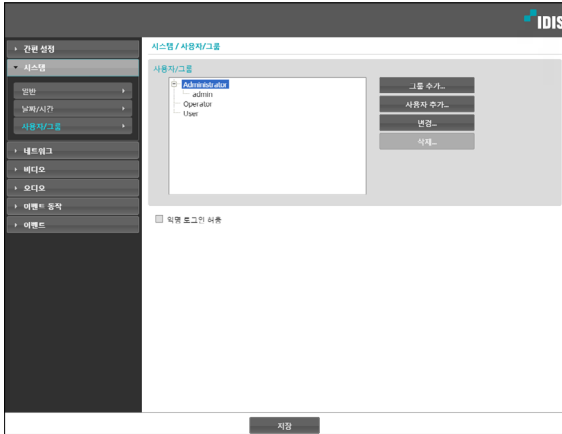 IDIS
간편 설정
시스템
일반
날짜/시간
사용자/그룹
네트워크
비디오
오디오
이벤트 동작
이벤트
시스템 / 사용자/그룹
사용자/그룹
Administrator
admin
Operator
User
그룹 추가...
사용자 추가...
변경...
삭제...
익명 로그인 허용
저장